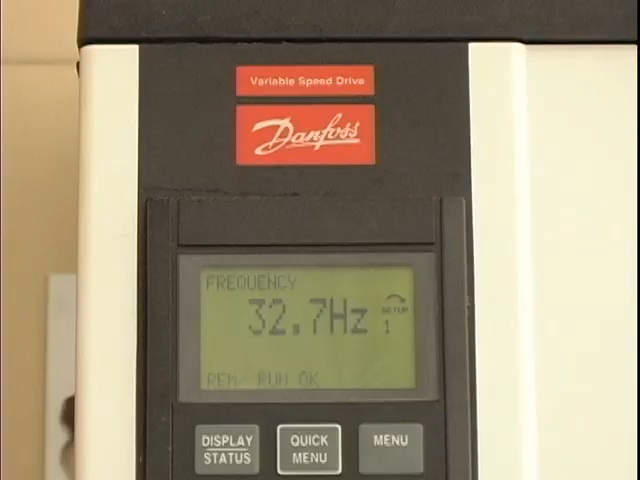 Variable Speed Drive
Danfoss
FREQUENCY
32.7Hz
SETUP
1
REM/ RUN OK
DISPLAY
STATUS
QUICK
MENU
MENU